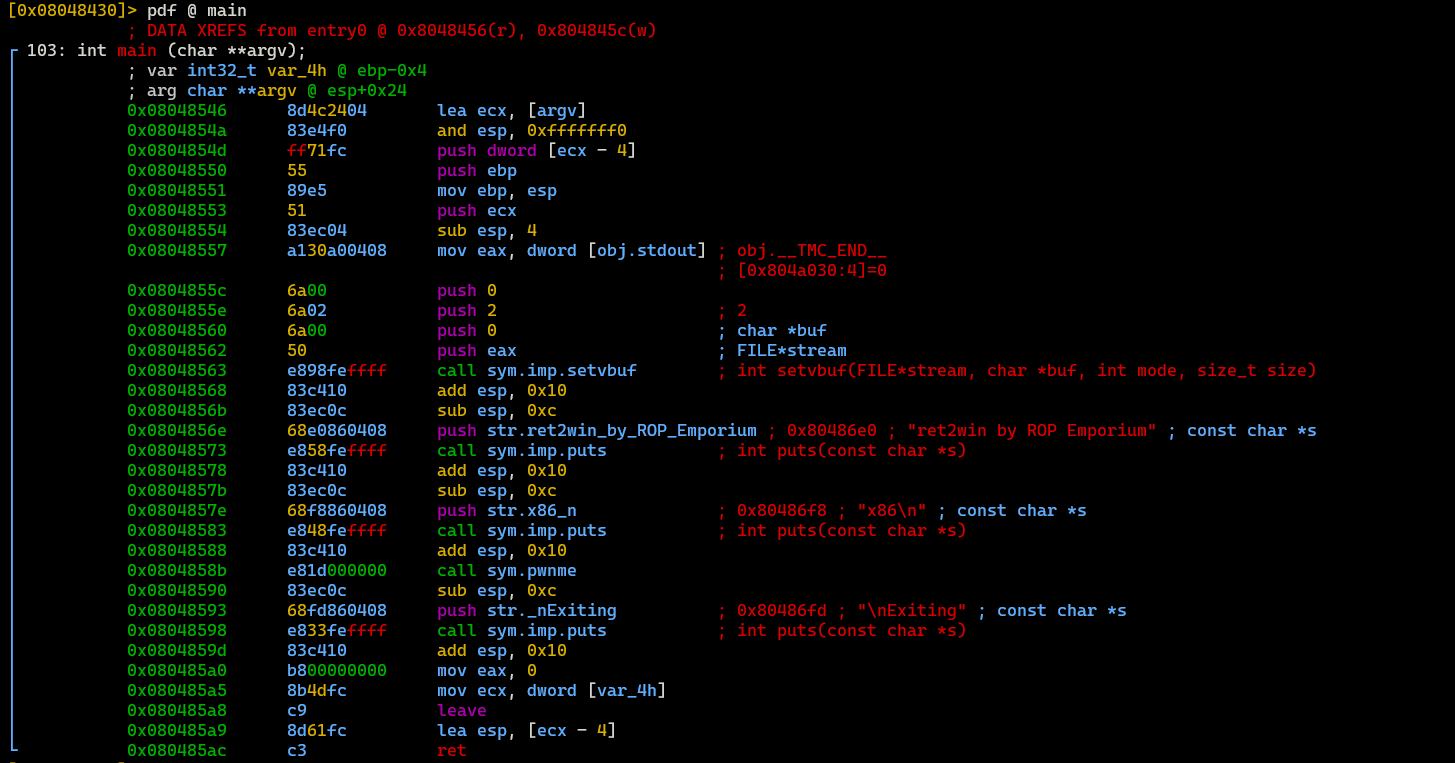 [0x08048430]> pdf @ main
; DATA XREFS from entry0 @ 0x8048456(r), 0x804845c(w)
103: int main (char **argv);
; var int32_t var_4h @ ebp-0x4
; arg char **argv @ esp+0x24
0x08048546 8d4c2404 lea ecx, [argv]
0x0804854a 83e4f0 and esp, 0xfffffff0
0x0804854d ff71fc push dword [ecx - 4]
0x08048550 55 push ebp
0x08048551 89e5 mov ebp, esp
0x08048553 51 push ecx
0x08048554 83ec04 sub esp, 4
0x08048557 a130a00408 mov eax, dword [obj.stdout] ; obj.__TMC_END__
; [0x804a030:4]=0
0x0804855c 6a00 push 0
0x0804855e 6a02 push 2 ; 2
0x08048560 6a00 push 0 ; char *buf
0x08048562 50 push eax ; FILE*stream
0x08048563 e898feffff call sym.imp.setvbuf ; int setvbuf(FILE*stream, char *buf, int mode, size_t size)
0x08048568 83c410 add esp, 0x10
0x0804856b 83ec0c sub esp, 0xc
0x0804856e 68e0860408 push str.ret2win_by_ROP_Emporium ; 0x80486e0 ; "ret2win by ROP Emporium" ; const char *s
0x08048573 e858feffff call sym.imp.puts ; int puts(const char *s)
0x08048578 83c410 add esp, 0x10
0x0804857b 83ec0c sub esp, 0xc
0x0804857e 68f8860408 push str.x86_n ; 0x80486f8 ; "x86\n" ; const char *s
0x08048583 e848feffff call sym.imp.puts ; int puts(const char *s)
0x08048588 83c410 add esp, 0x10
0x0804858b e81d000000 call sym.pwnme
0x08048590 83ec0c sub esp, 0xc
0x08048593 68fd860408 push str._nExiting ; 0x80486fd ; "\nExiting" ; const char *s
0x08048598 e833feffff call sym.imp.puts ; int puts(const char *s)
0x0804859d 83c410 add esp, 0x10
0x080485a0 b800000000 mov eax, 0
0x080485a5 8b4dfc mov ecx, dword [var_4h]
0x080485a8 c9 leave
0x080485a9 8d61fc lea esp, [ecx - 4]
0x080485ac c3 ret